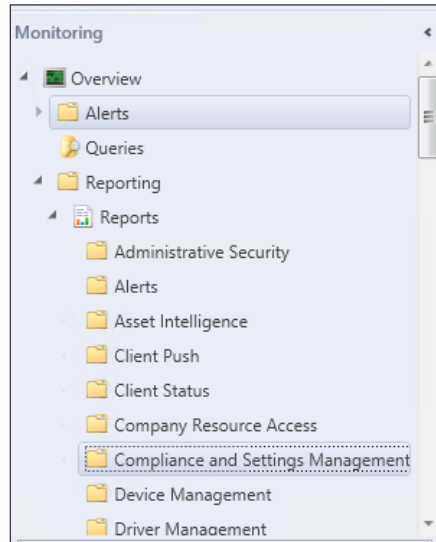 Monitoring
Overview
Alerts
Queries
Reporting
Reports
Administrative Security
Alerts
Asset Intelligence
Client Push
Client Status
Company Resource Access
Compliance and Settings Management
Device Management
Driver Management